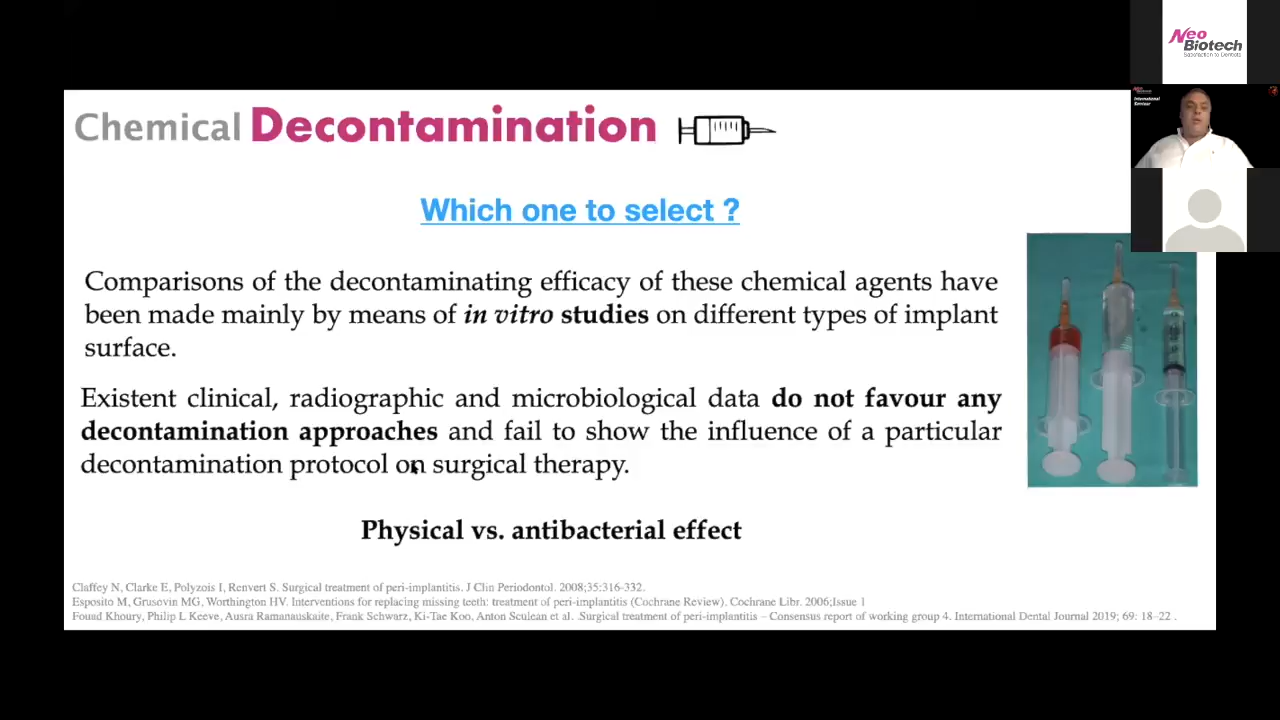 Neo
Biotech
Chemical Decontamination
International
Seminar
Which one to select ?
Comparisons of the decontaminating efficacy of these chemical agents have
been made mainly by means of in vitro studies on different types of implant
surface.
Existent clinical, radiographic and microbiological data do not favour any
decontamination approaches and fail to show the influence of a particular
decontamination protocol on surgical therapy.
Physical vs. antibacterial effect
Claffey N, Clarke E, Polyzois I, Renvert S. Surgical treatment of peri-implantitis. J Clin Periodontol. 2008;35:316-332.
Esposito M, Grusovin MG, Worthington HV. Interventions for replacing missing teeth: treatment of peri-implantitis (Cochrane Review). Cochrane Libr. 2006;Issue 1
Fouad Khoury, Philip L Keeve, Ausra Ramanauskaite, Frank Schwarz, Ki-Tae Koo, Anton Sculean et al. .Surgical treatment of peri-implantitis – Consensus report of working group 4. International Dental Journal 2019; 69: 18–22 .